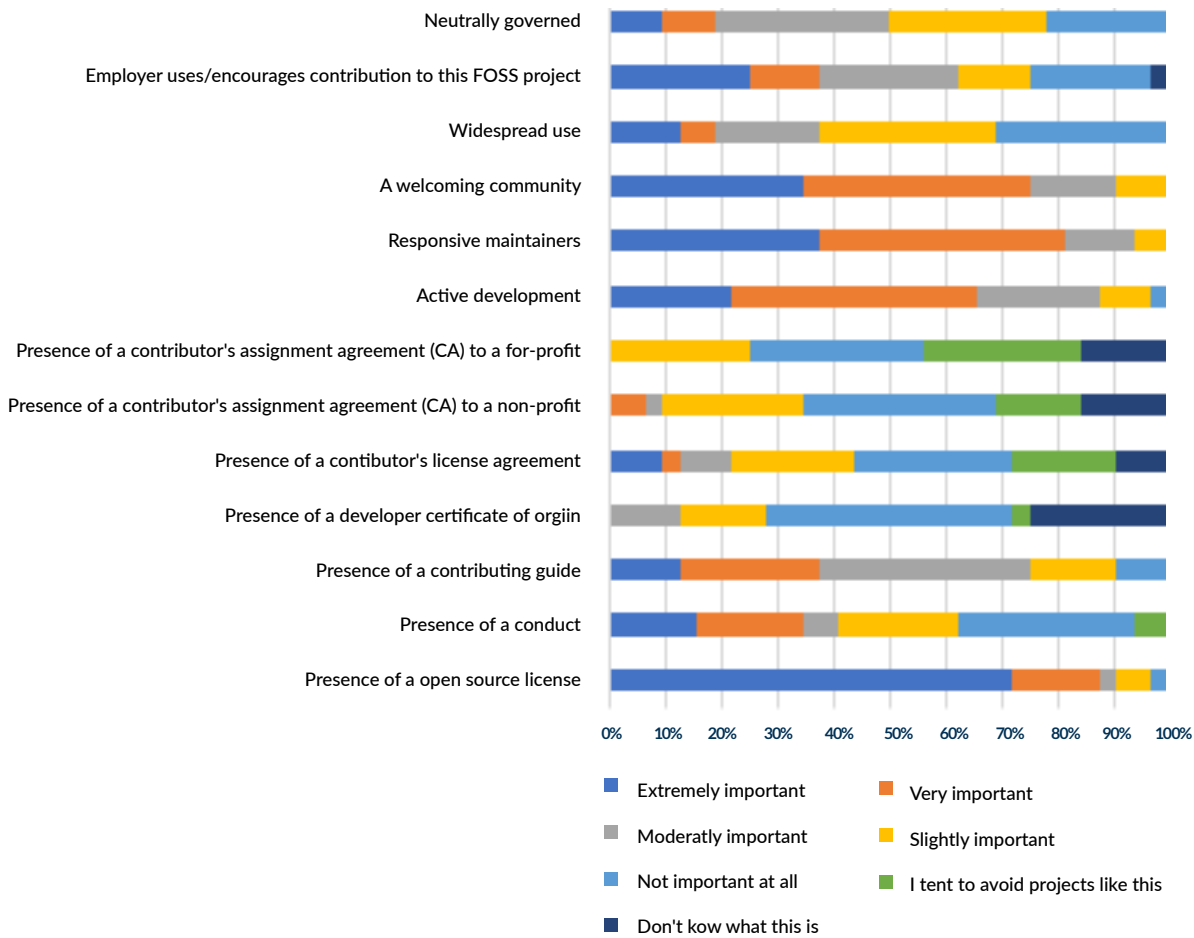 Neutrally governed
Employer uses/encourages contribution to this FOSS project
Widespread use
A welcoming community
Responsive maintainers
Active development
Presence of a contributor's assignment agreement (CA) to a for-profit
Presence of a contributor's assignment agreement (CA) to a non-profit
Presence of a contibutor's license agreement
Presence of a developer certificate of orgiin
Presence of a contributing guide
Presence of a conduct
Presence of a open source license
0% 10% 20% 30% 40% 50% 60% 70% 80% 90% 100%
Extremely important
Very important
Moderatly important
Slightly important
Not important at all
I tent to avoid projects like this
Don't kow what this is